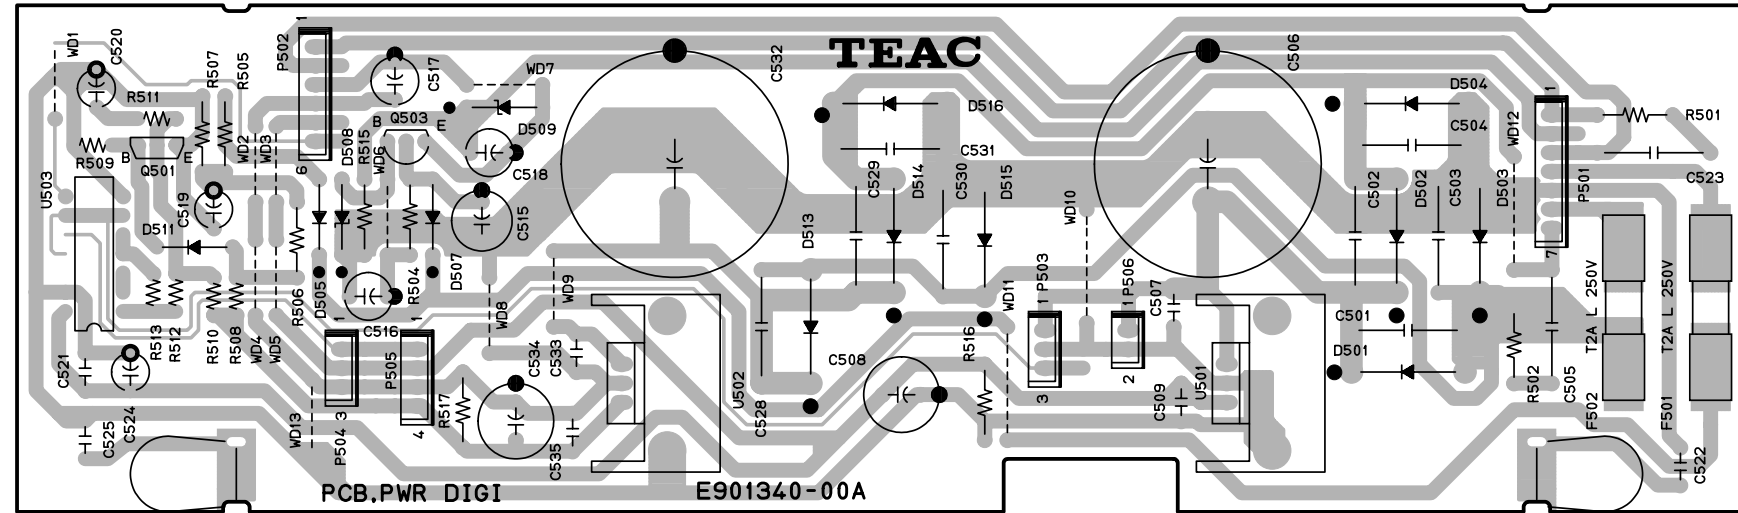 WD1
C520
R507
R505
P502
1
C517
WD7
C532
TEAC
C506
D504
1
R501
R511
B
Q503
E
D509
D516
C504
WD12
R509
B
Q501
E
WD2
WD3
6
D508
R515
WD6
C518
C531
C529
D514
C530
D515
C502
D502
C503
D503
P501
C523
U503
C519
D511
C515
D513
WD10
7
R506
D505
R504
D507
WD8
WD9
WD11
P503
1
P506
1
C507
T2A L 250V
T2A L 250V
R513
R512
R510
R508
WD4
WD5
1
C516
1
C534
C533
R516
C501
D501
C521
P505
C508
2
3
C509
U501
R502
C505
C524
C525
WD13
P504
3
4
R517
C535
U502
C528
F502
F501
C522
PCB,PWR DIGI
E901340-00A